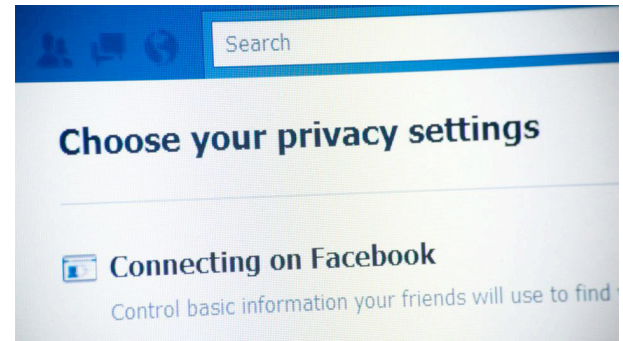 Search
Choose your privacy settings
Connecting on Facebook
Control basic information your friends will use to find